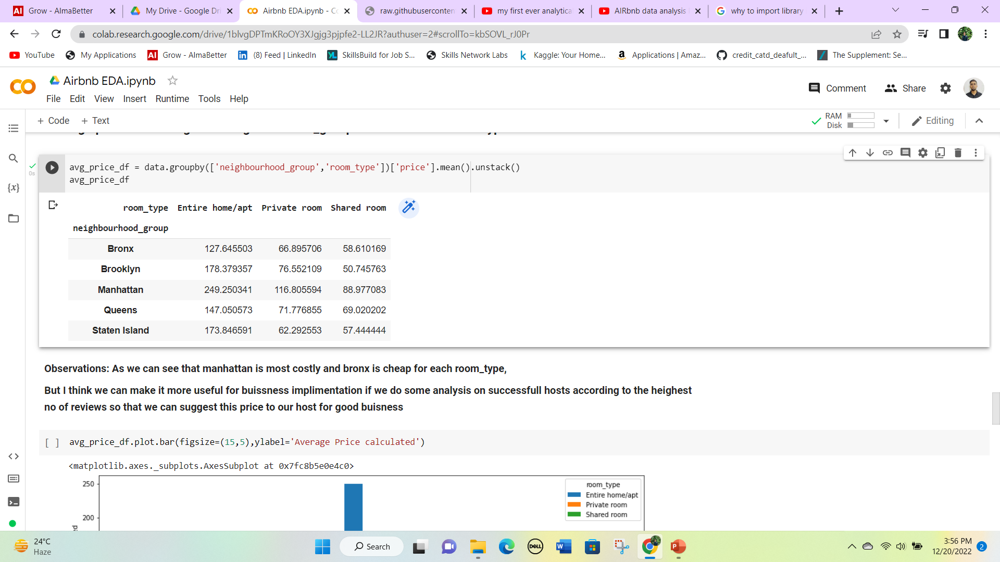 Grow - AlmaBetter
My Drive - Google Dri
Airbnb EDA.ipynb - Co
raw.githubuserconten
my first ever analytica
AIRbnb data analysis
why to import library
colab.research.google.com/drive/1blvgDPTmKRoOY3XJgjg3pjpfe2-LL2JR?authuser=2#scrollTo=kbSOVL_rJ0Pr
YouTube
My Applications
Grow - AlmaBetter
(8) Feed | LinkedIn
SkillsBuild for Job S...
Skills Network Labs
Kaggle: Your Home...
Applications | Amaz...
credit_catd_deafult_...
The Supplement: Se...
Airbnb EDA.ipynb
Comment
Share
File Edit View Insert Runtime Tools Help
+ Code + Text
RAM
Disk
Editing
0s
avg_price_df = data.groupby(['neighbourhood_group','room_type'])['price'].mean().unstack()
avg_price_df
room_type Entire home/apt Private room Shared room
neighbourhood_group
Bronx 127.645503 66.895706 58.610169
Brooklyn 178.379357 76.552109 50.745763
Manhattan 249.250341 116.805594 88.977083
Queens 147.050573 71.776855 69.020202
Staten Island 173.846591 62.292553 57.444444
Observations: As we can see that manhattan is most costly and bronx is cheap for each room_type,
But I think we can make it more useful for buissness implimentation if we do some analysis on successfull hosts according to the heighest
no of reviews so that we can suggest this price to our host for good buisness
[ ] avg_price_df.plot.bar(figsize=(15,5),ylabel='Average Price calculated')
<matplotlib.axes._subplots.AxesSubplot at 0x7fc8b5e0e4c0>
250
200
room_type
Entire home/apt
Private room
Shared room
24°C
Haze
Search
DELL
3:56 PM
12/20/2022
2